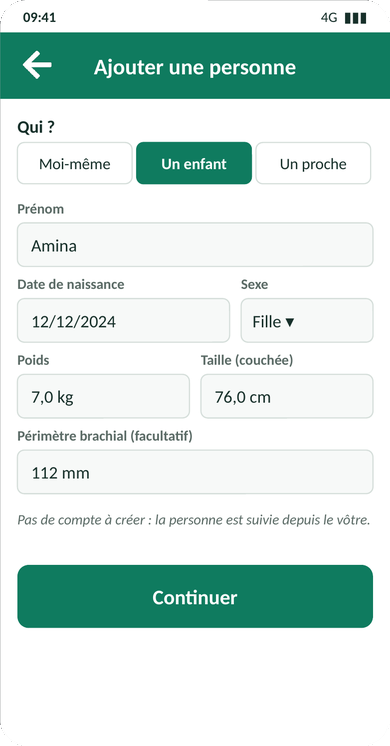 09:41 4G
Ajouter une personne
Qui ?
Moi-même Un enfant Un proche
Prénom
Amina
Date de naissance Sexe
12/12/2024 Fille ▾
Poids Taille (couchée)
7,0 kg 76,0 cm
Périmètre brachial (facultatif)
112 mm
Pas de compte à créer : la personne est suivie depuis le vôtre.
Continuer